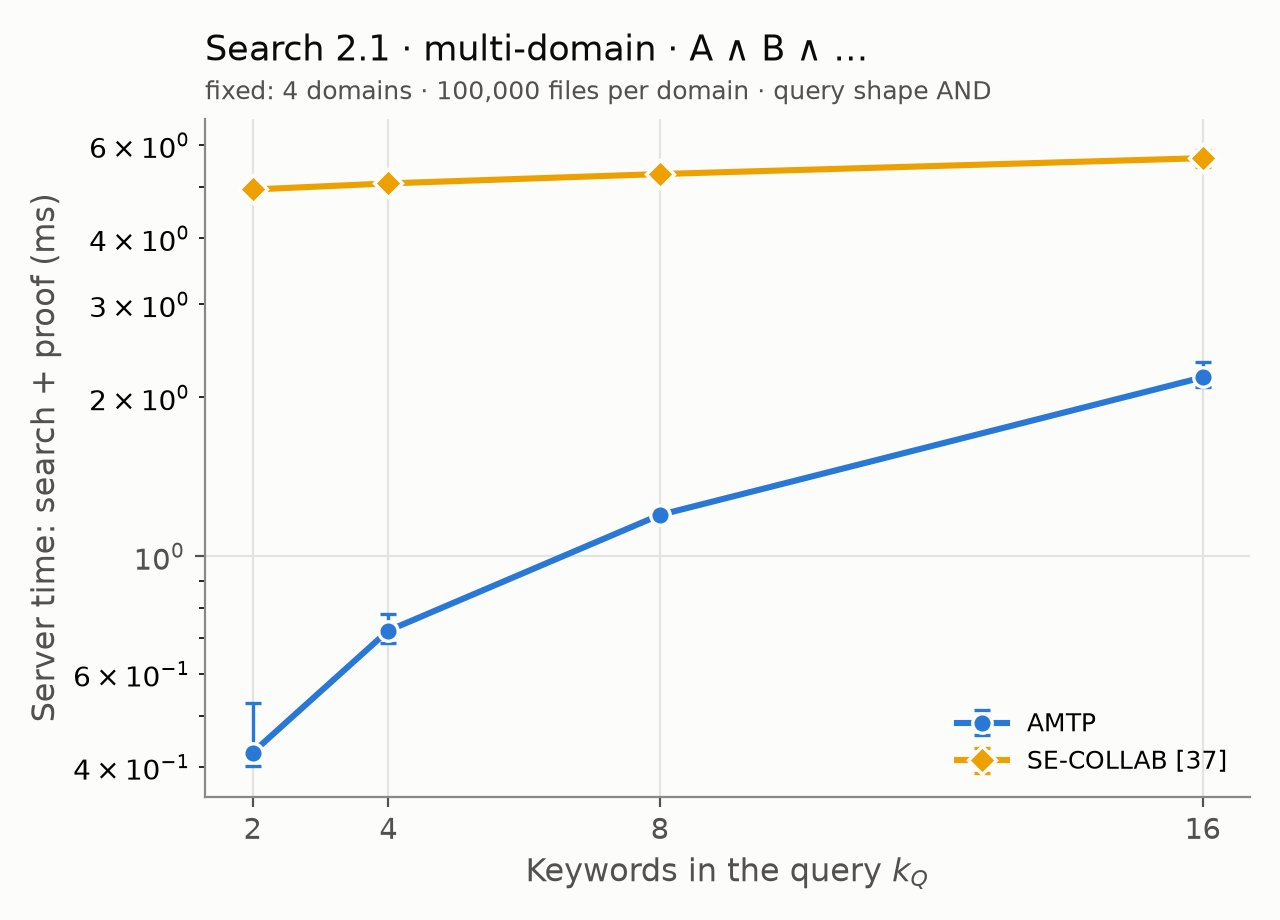 Search 2.1 · multi-domain · A ∧ B ∧ …
fixed: 4 domains · 100,000 files per domain · query shape AND
Server time: search + proof (ms)
6 × 10⁰
4 × 10⁰
3 × 10⁰
2 × 10⁰
10⁰
6 × 10⁻¹
4 × 10⁻¹
AMTP
SE-COLLAB [37]
2 4 8 16
Keywords in the query k_Q